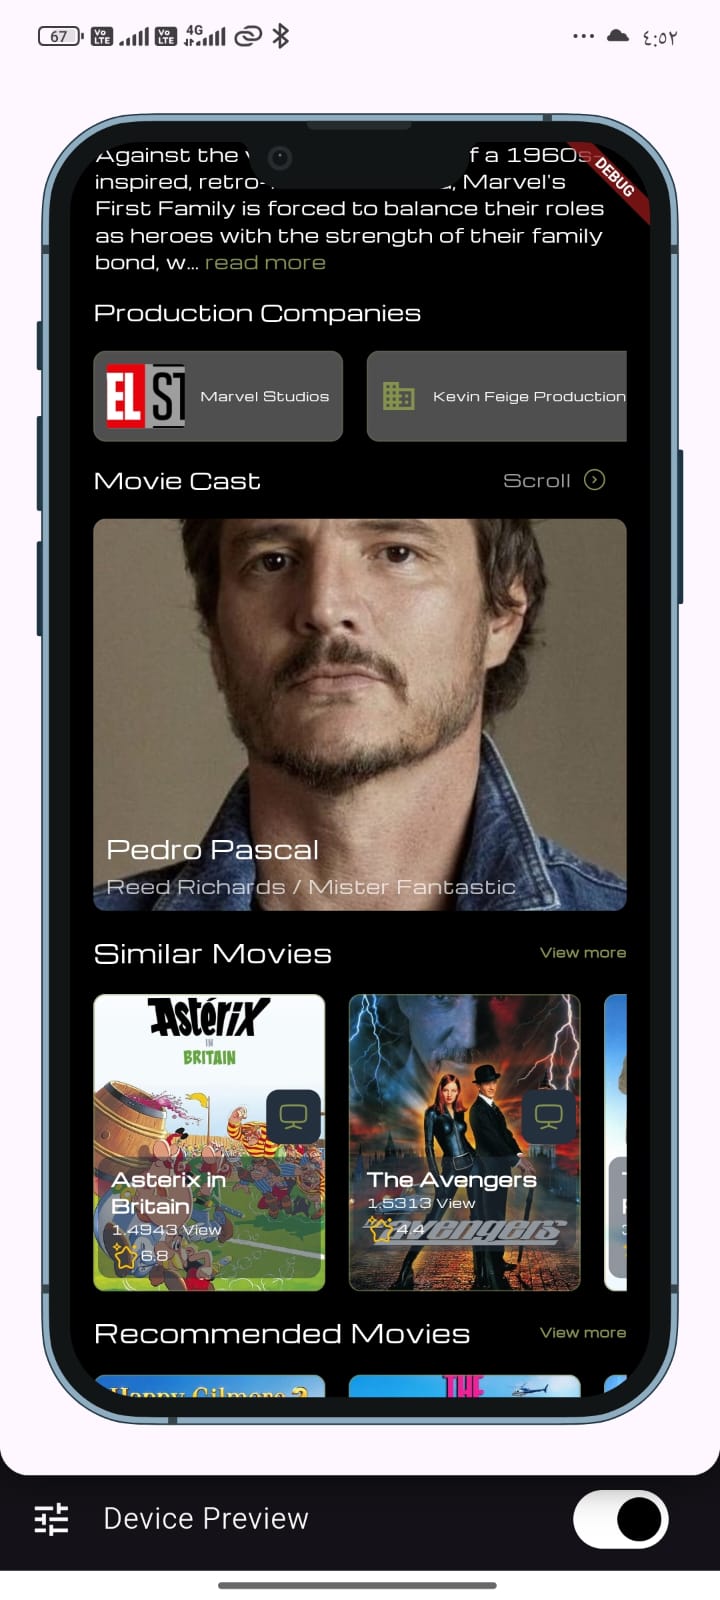 67 Vo LTE Vo LTE 4G ... ٤:٥٢
Against the v f a 1960s-
DEBUG
inspired, retro- , Marvel's
First Family is forced to balance their roles
as heroes with the strength of their family
bond, w... read more
Production Companies
EL ST Marvel Studios Kevin Feige Production
Movie Cast Scroll
Pedro Pascal
Reed Richards / Mister Fantastic
Similar Movies View more
Astérix
IN
BRITAIN
Asterix in
Britain
1.4943 View
6.8
The Avengers
1.5313 View
4.4
Avengers
Recommended Movies View more
Happy Gilmore 2
THE
Device Preview